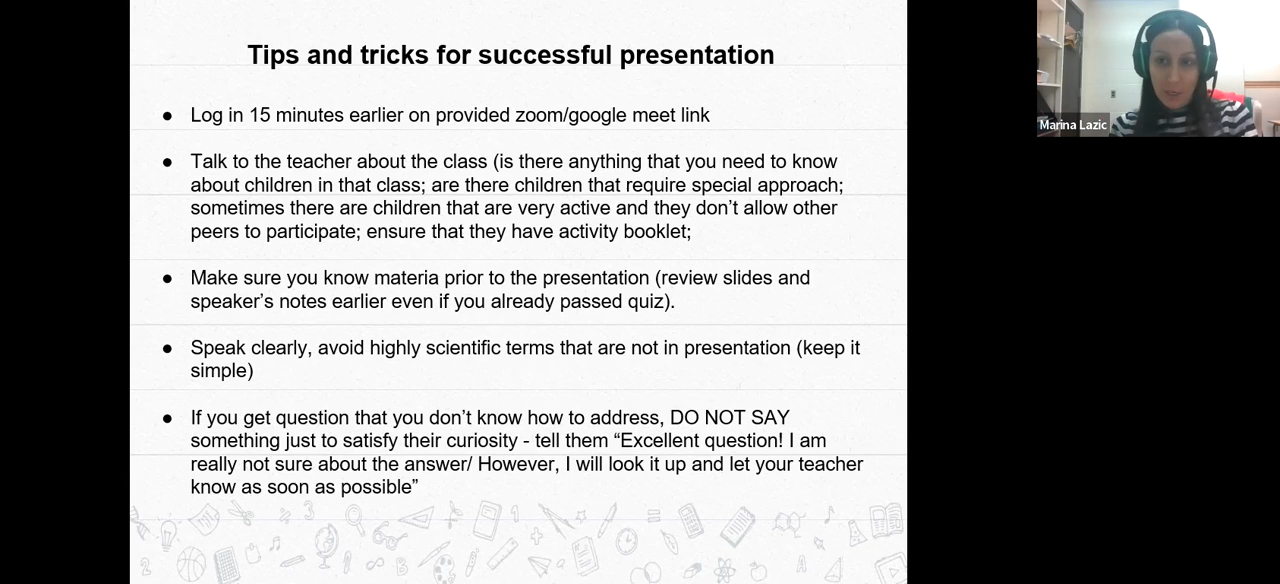 Tips and tricks for successful presentation
● Log in 15 minutes earlier on provided zoom/google meet link
● Talk to the teacher about the class (is there anything that you need to know
about children in that class; are there children that require special approach;
sometimes there are children that are very active and they don’t allow other
peers to participate; ensure that they have activity booklet;
● Make sure you know materia prior to the presentation (review slides and
speaker’s notes earlier even if you already passed quiz).
● Speak clearly, avoid highly scientific terms that are not in presentation (keep it
simple)
● If you get question that you don’t know how to address, DO NOT SAY
something just to satisfy their curiosity - tell them “Excellent question! I am
really not sure about the answer/ However, I will look it up and let your teacher
know as soon as possible”
Marina Lazic